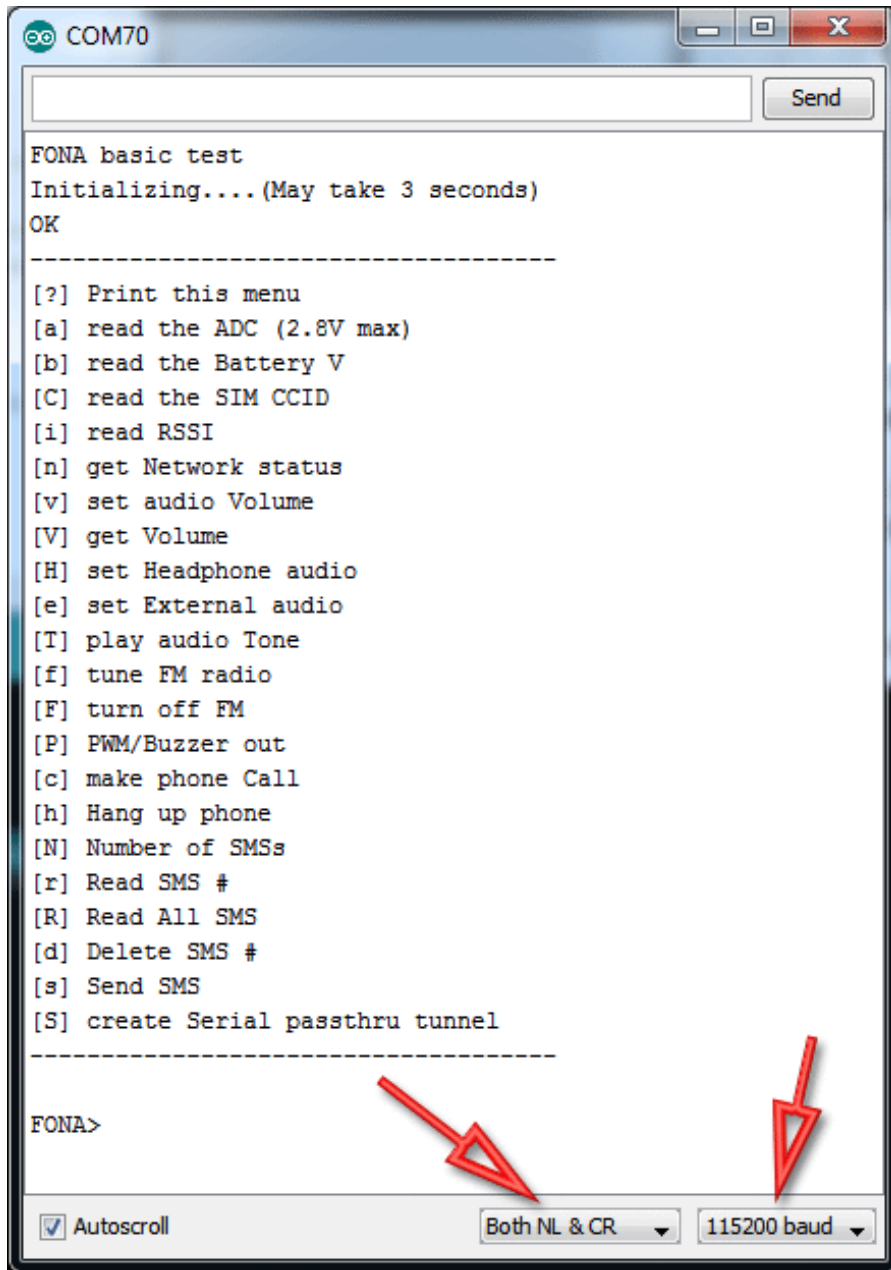 COM70
Send
FONA basic test
Initializing....(May take 3 seconds)
OK
-------------------------------------
[?] Print this menu
[a] read the ADC (2.8V max)
[b] read the Battery V
[C] read the SIM CCID
[i] read RSSI
[n] get Network status
[v] set audio Volume
[V] get Volume
[H] set Headphone audio
[e] set External audio
[T] play audio Tone
[f] tune FM radio
[F] turn off FM
[P] PWM/Buzzer out
[c] make phone Call
[h] Hang up phone
[N] Number of SMSs
[r] Read SMS #
[R] Read All SMS
[d] Delete SMS #
[s] Send SMS
[S] create Serial passthru tunnel
-------------------------------------
FONA>
Autoscroll Both NL & CR 115200 baud